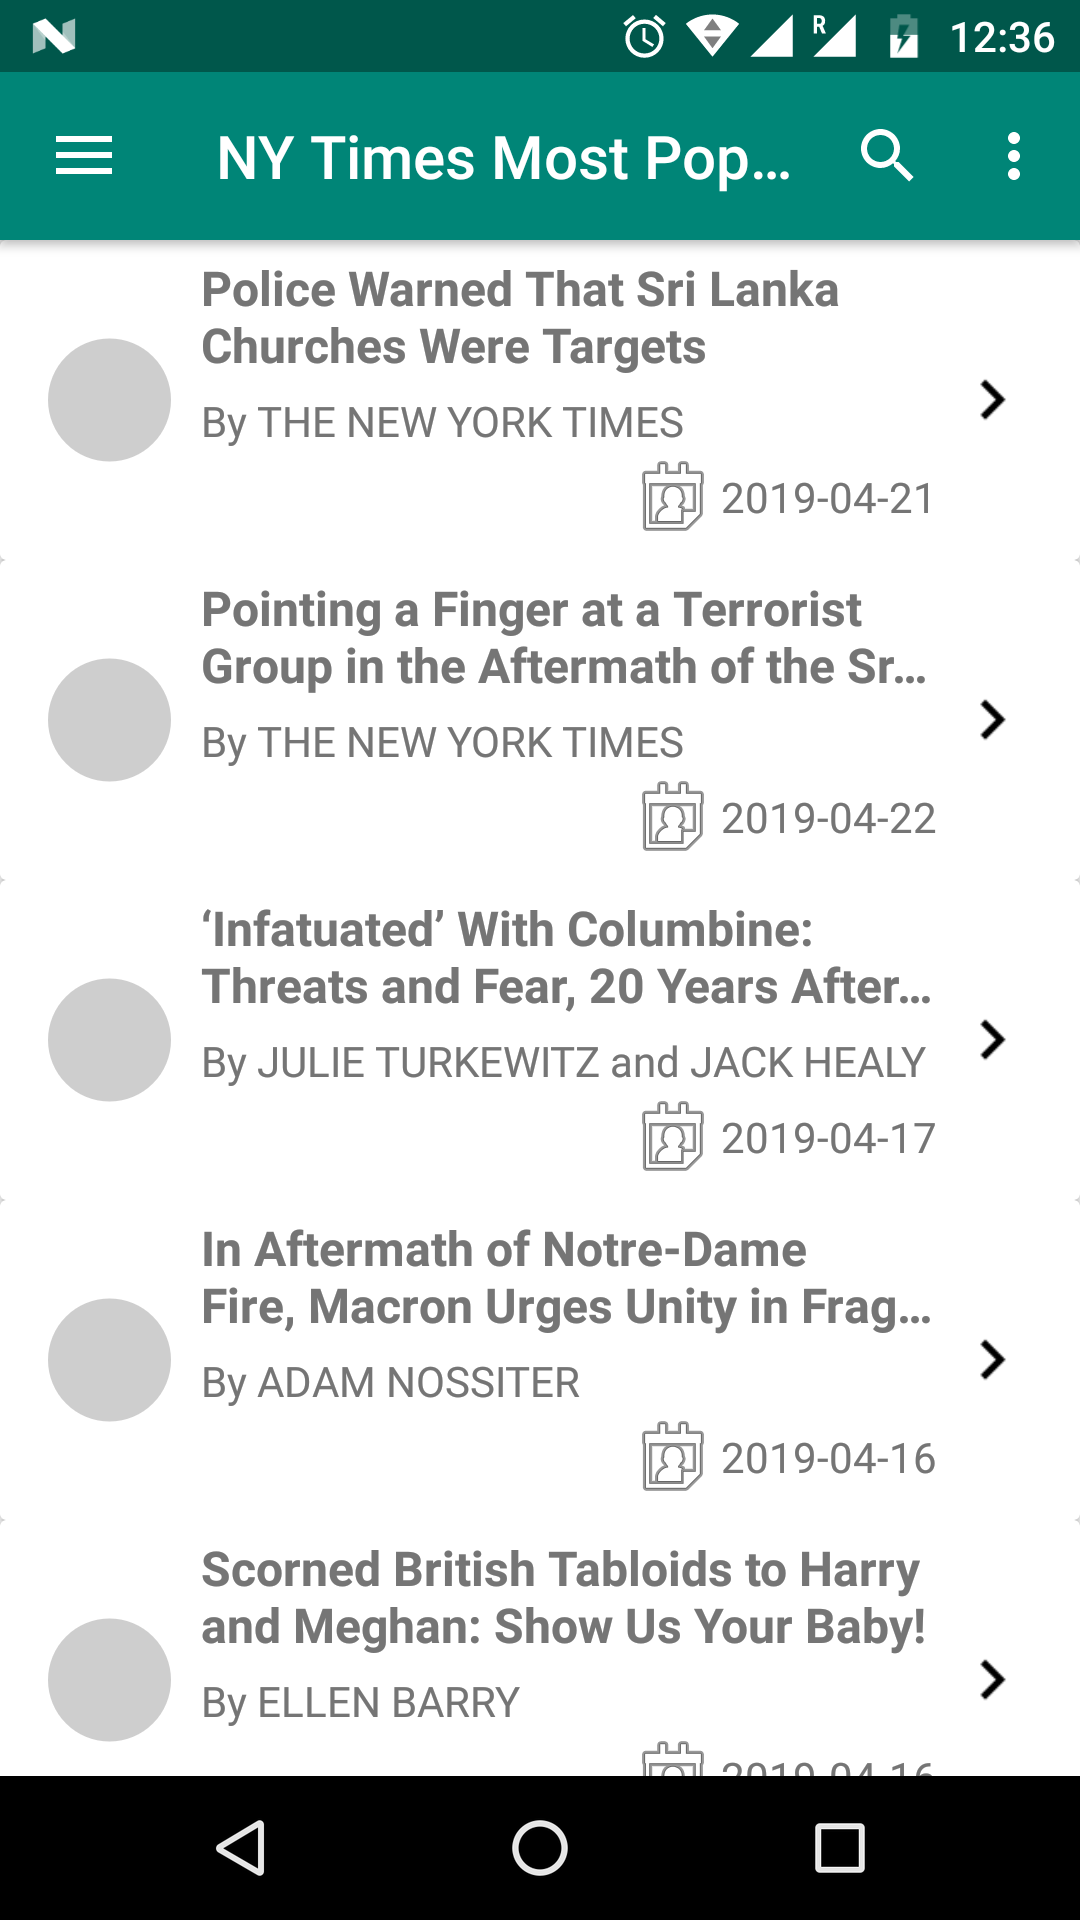 R 12:36
NY Times Most Pop...
Police Warned That Sri Lanka
Churches Were Targets
By THE NEW YORK TIMES
2019-04-21
Pointing a Finger at a Terrorist
Group in the Aftermath of the Sr...
By THE NEW YORK TIMES
2019-04-22
‘Infatuated’ With Columbine:
Threats and Fear, 20 Years After...
By JULIE TURKEWITZ and JACK HEALY
2019-04-17
In Aftermath of Notre-Dame
Fire, Macron Urges Unity in Frag...
By ADAM NOSSITER
2019-04-16
Scorned British Tabloids to Harry
and Meghan: Show Us Your Baby!
By ELLEN BARRY
2019-04-16